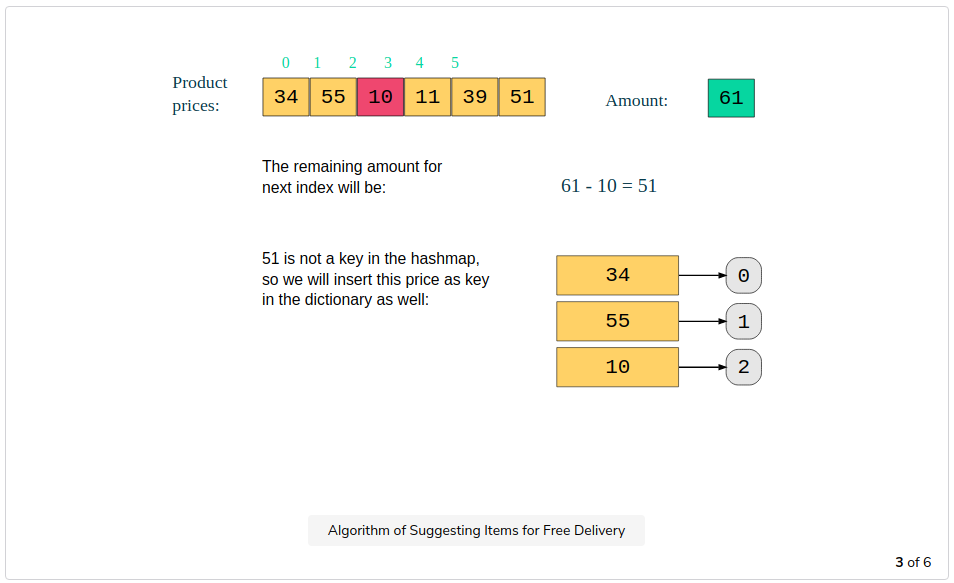 0 1 2 3 4 5
Product
prices:
34 55 10 11 39 51
Amount:
61
The remaining amount for
next index will be:
61 - 10 = 51
51 is not a key in the hashmap,
so we will insert this price as key
in the dictionary as well:
34 0
55 1
10 2
Algorithm of Suggesting Items for Free Delivery
3 of 6